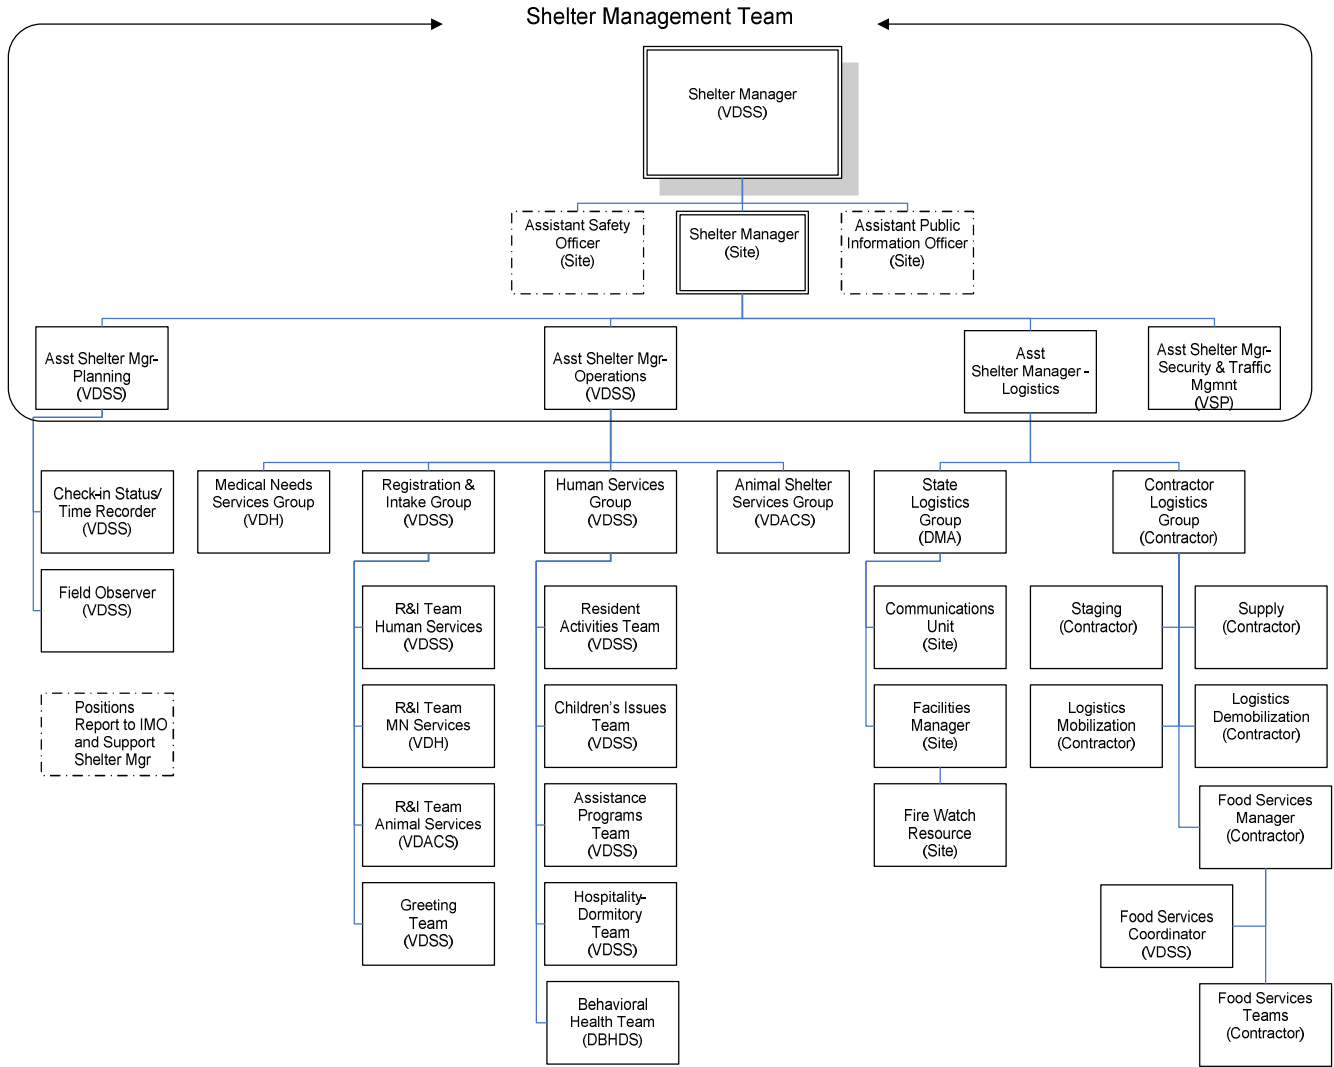 Shelter Management Team
Shelter Manager
(VDSS)
Assistant Safety
Officer
(Site)
Shelter Manager
(Site)
Assistant Public
Information Officer
(Site)
Asst Shelter Mgr-
Planning
(VDSS)
Asst Shelter Mgr-
Operations
(VDSS)
Asst
Shelter Manager -
Logistics
Asst Shelter Mgr-
Security & Traffic
Mgmnt
(VSP)
Check-in Status/
Time Recorder
(VDSS)
Medical Needs
Services Group
(VDH)
Registration &
Intake Group
(VDSS)
Human Services
Group
(VDSS)
Animal Shelter
Services Group
(VDACS)
State
Logistics
Group
(DMA)
Contractor
Logistics
Group
(Contractor)
Field Observer
(VDSS)
R&I Team
Human Services
(VDSS)
Resident
Activities Team
(VDSS)
Communications
Unit
(Site)
Staging
(Contractor)
Supply
(Contractor)
Positions
Report to IMO
and Support
Shelter Mgr
R&I Team
MN Services
(VDH)
Children's Issues
Team
(VDSS)
Facilities
Manager
(Site)
Logistics
Mobilization
(Contractor)
Logistics
Demobilization
(Contractor)
R&I Team
Animal Services
(VDACS)
Assistance
Programs
Team
(VDSS)
Fire Watch
Resource
(Site)
Food Services
Manager
(Contractor)
Greeting
Team
(VDSS)
Hospitality-
Dormitory
Team
(VDSS)
Food Services
Coordinator
(VDSS)
Behavioral
Health Team
(DBHDS)
Food Services
Teams
(Contractor)